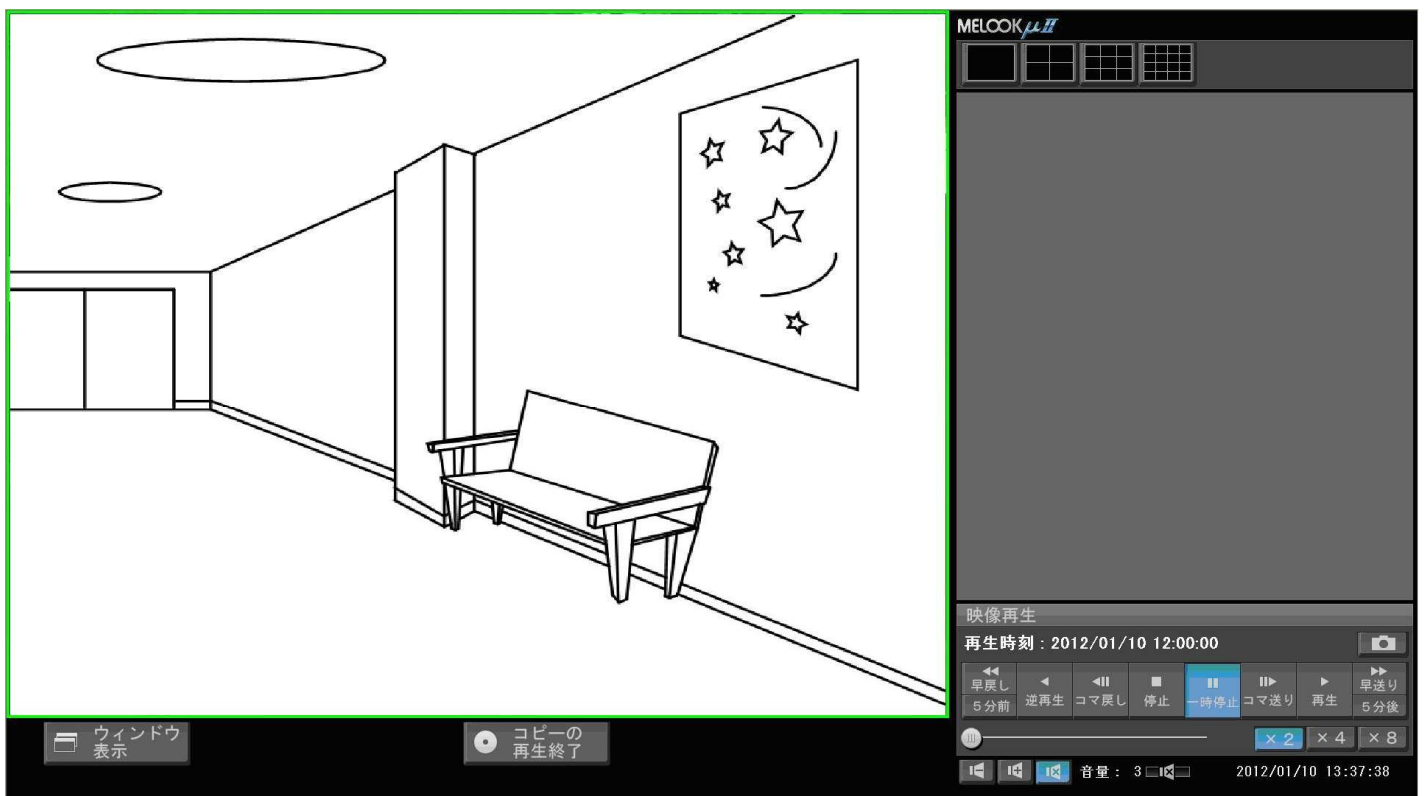 MELOOKμⅡ
映像再生
再生時刻：2012/01/10 12:00:00
早戻し
5分前
逆再生
コマ戻し
停止
一時停止
コマ送り
再生
早送り
5分後
×2
×4
×8
音量： 3
2012/01/10 13:37:38
ウィンドウ
表示
コピーの
再生終了